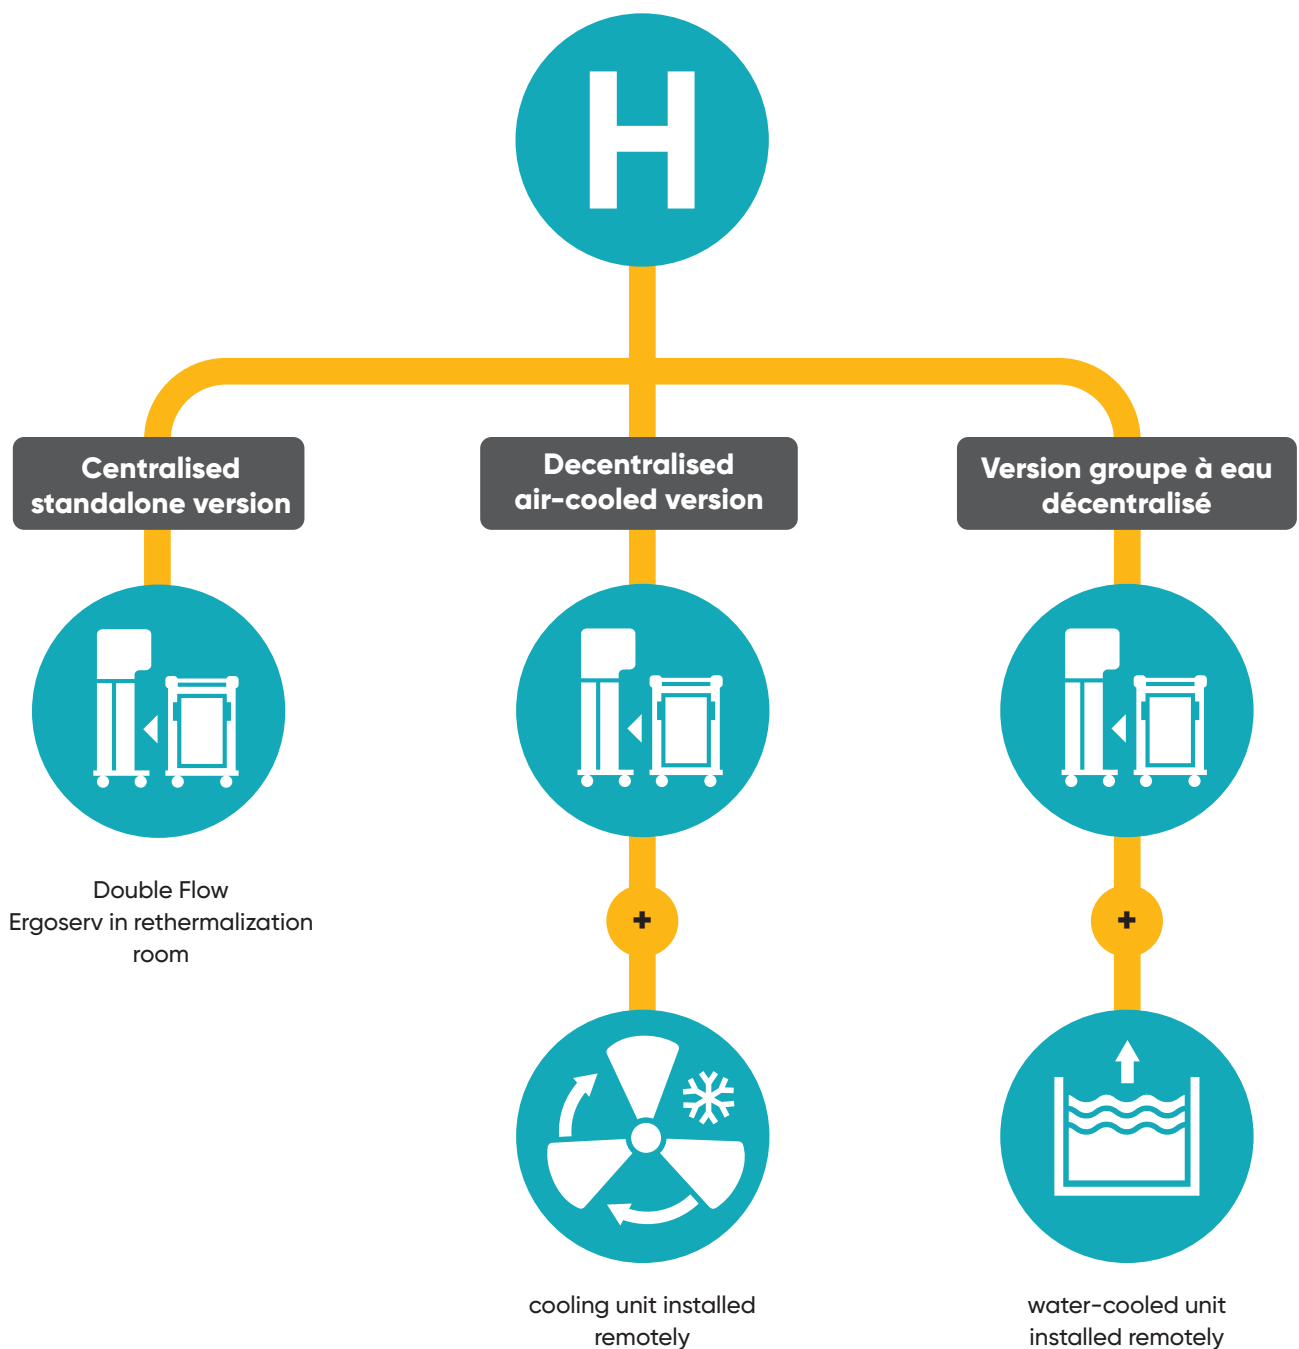 H
Centralised
standalone version
Decentralised
air-cooled version
Version groupe à eau
décentralisé
Double Flow
Ergoserv in rethermalization
room
+
+
cooling unit installed
remotely
water-cooled unit
installed remotely